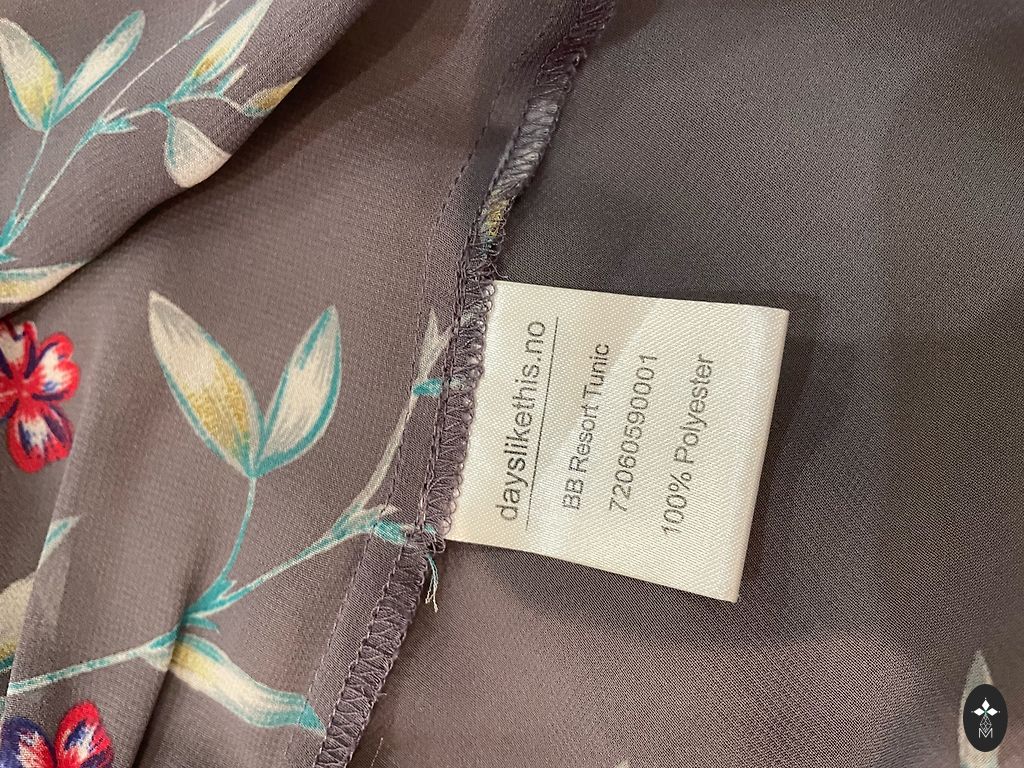 dayslikethis.no
BB Resort Tunic
72060590001
100% Polyester
M